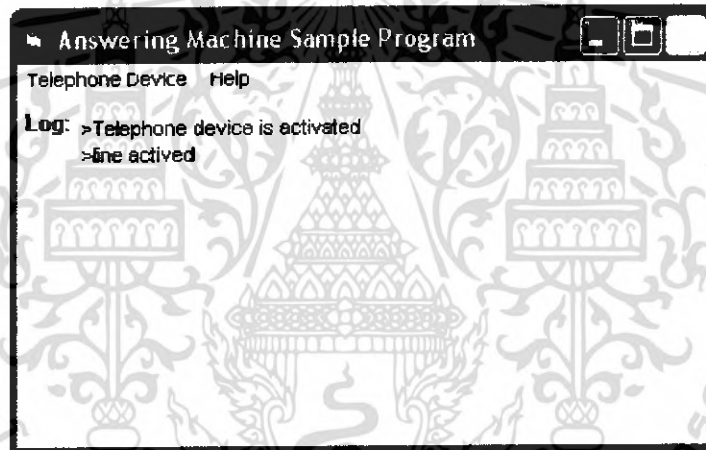 Answering Machine Sample Program
Telephone Device Help
Log: >Telephone device is activated
>line actived